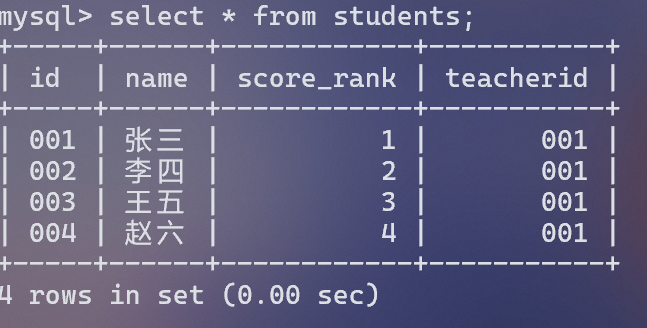 mysql> select * from students;
+------+--------+------------+-----------+
| id | name | score_rank | teacherid |
+------+--------+------------+-----------+
| 001 | 张三 | 1 | 001 |
| 002 | 李四 | 2 | 001 |
| 003 | 王五 | 3 | 001 |
| 004 | 赵六 | 4 | 001 |
+------+--------+------------+-----------+
4 rows in set (0.00 sec)